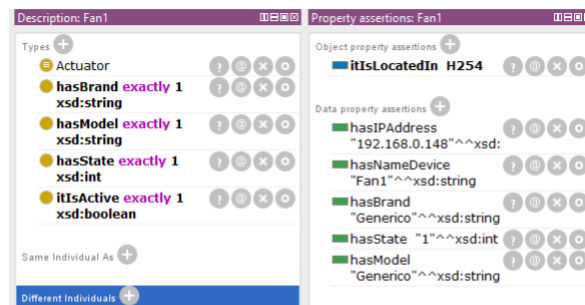 Description: Fan1
Types
Actuator
hasBrand exactly 1
xsd:string
hasModel exactly 1
xsd:string
hasState exactly 1
xsd:int
itIsActive exactly 1
xsd:boolean
Same Individual As
Different Individuals
Property assertions: Fan1
Object property assertions
itIsLocatedIn H254
Data property assertions
hasIPAddress
"192.168.0.148"^^xsd:
hasNameDevice
"Fan1"^^xsd:string
hasBrand
"Generico"^^xsd:string
hasState "1"^^xsd:int
hasModel
"Generico"^^xsd:string